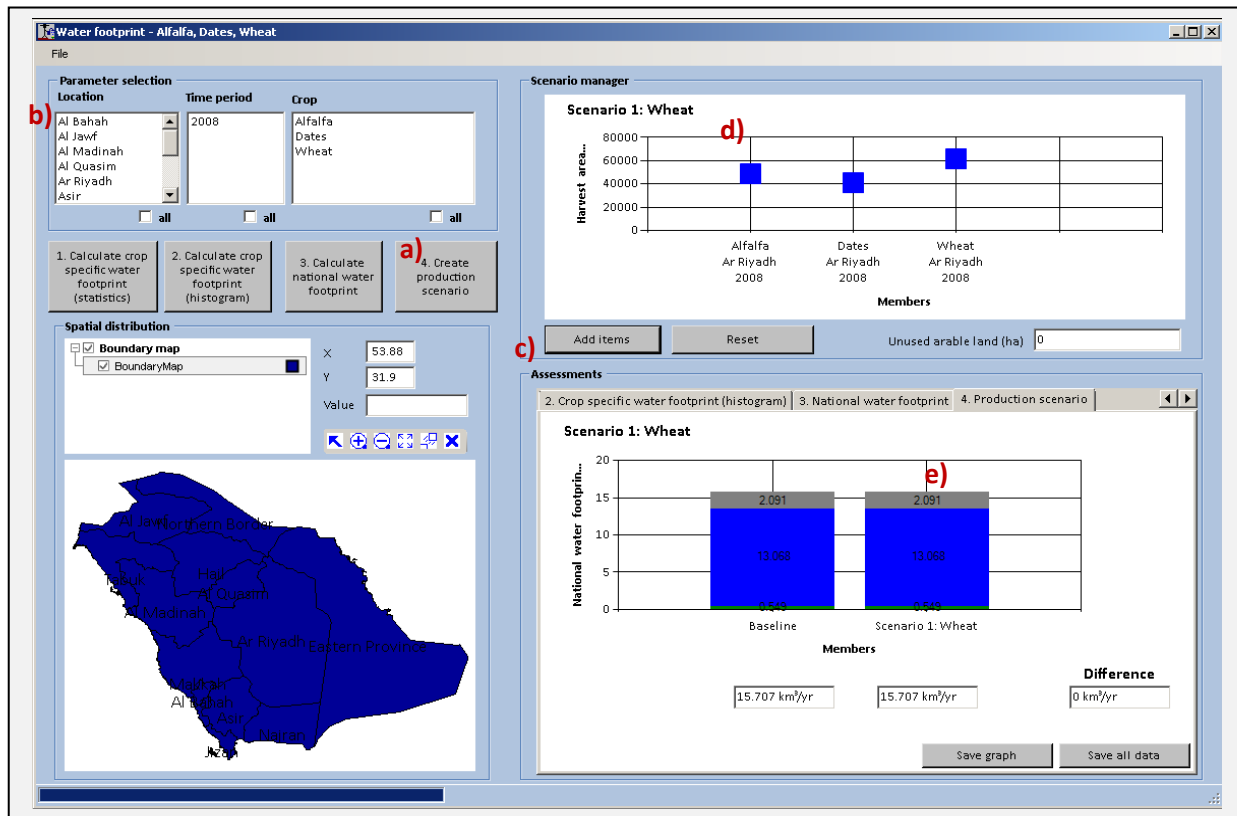 Water footprint - Alfalfa, Dates, Wheat
File
Parameter selection
Location
Time period
Crop
b)
Al Bahah
Al Jawf
Al Madinah
Al Quasim
Ar Riyadh
Asir
2008
Alfalfa
Dates
Wheat
all
all
all
a)
1. Calculate crop
specific water
footprint
(statistics)
2. Calculate crop
specific water
footprint
(histogram)
3. Calculate
national water
footprint
4. Create
production
scenario
Spatial distribution
Boundary map
BoundaryMap
X
53.88
Y
31.9
Value
Al Jawf
Northern Border
Tabuk
Hail
Al Quasim
Al Madinah
Ar Riyadh
Eastern Province
Makkah
Al Bahah
Asir
Najran
Jizan
Scenario manager
Scenario 1: Wheat
d)
Harvest area...
80000
60000
40000
20000
0
Alfalfa
Ar Riyadh
2008
Dates
Ar Riyadh
2008
Wheat
Ar Riyadh
2008
Members
c)
Add items
Reset
Unused arable land (ha)
0
Assessments
2. Crop specific water footprint (histogram)
3. National water footprint
4. Production scenario
Scenario 1: Wheat
e)
National water footprin...
20
15
10
5
0
2.091
2.091
13.068
13.068
0.549
0.549
Baseline
Scenario 1: Wheat
Members
Difference
15.707 km³/yr
15.707 km³/yr
0 km³/yr
Save graph
Save all data